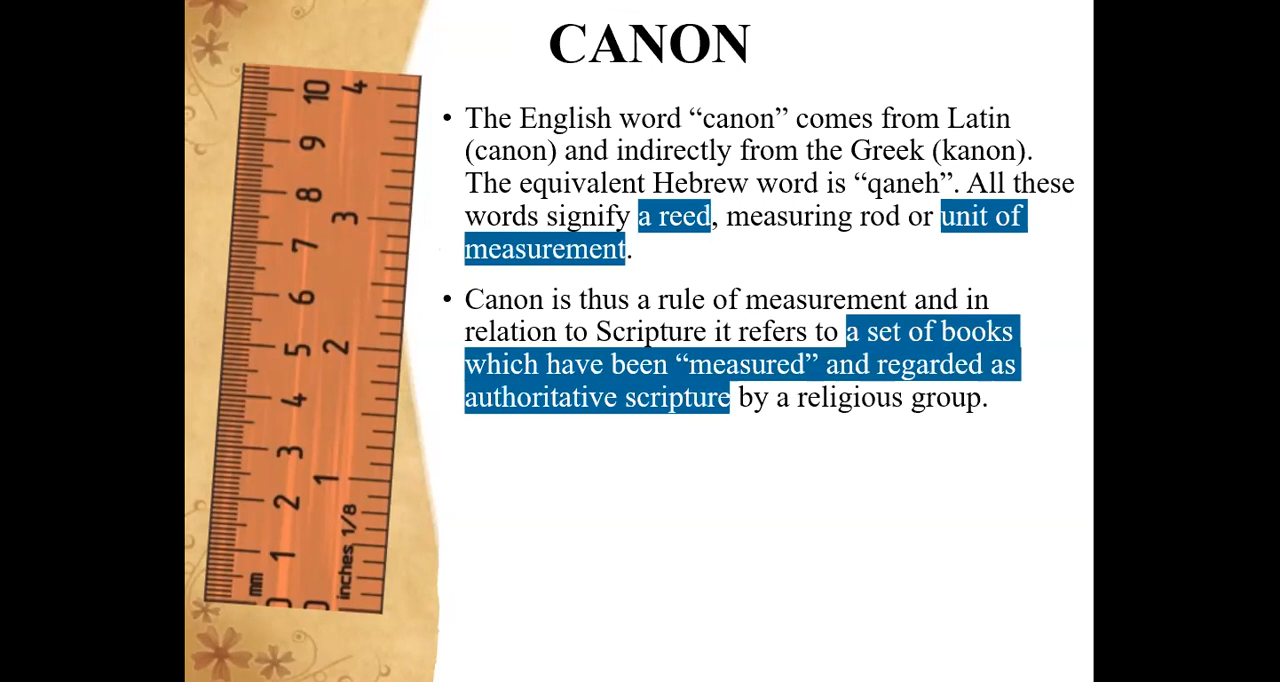 CANON
• The English word “canon” comes from Latin
(canon) and indirectly from the Greek (kanon).
The equivalent Hebrew word is “qaneh”. All these
words signify a reed, measuring rod or unit of
measurement.
• Canon is thus a rule of measurement and in
relation to Scripture it refers to a set of books
which have been “measured” and regarded as
authoritative scripture by a religious group.
10
9
8
7
6
5
4
3
2
1
0
mm
4
3
2
1
0
inches 1/8